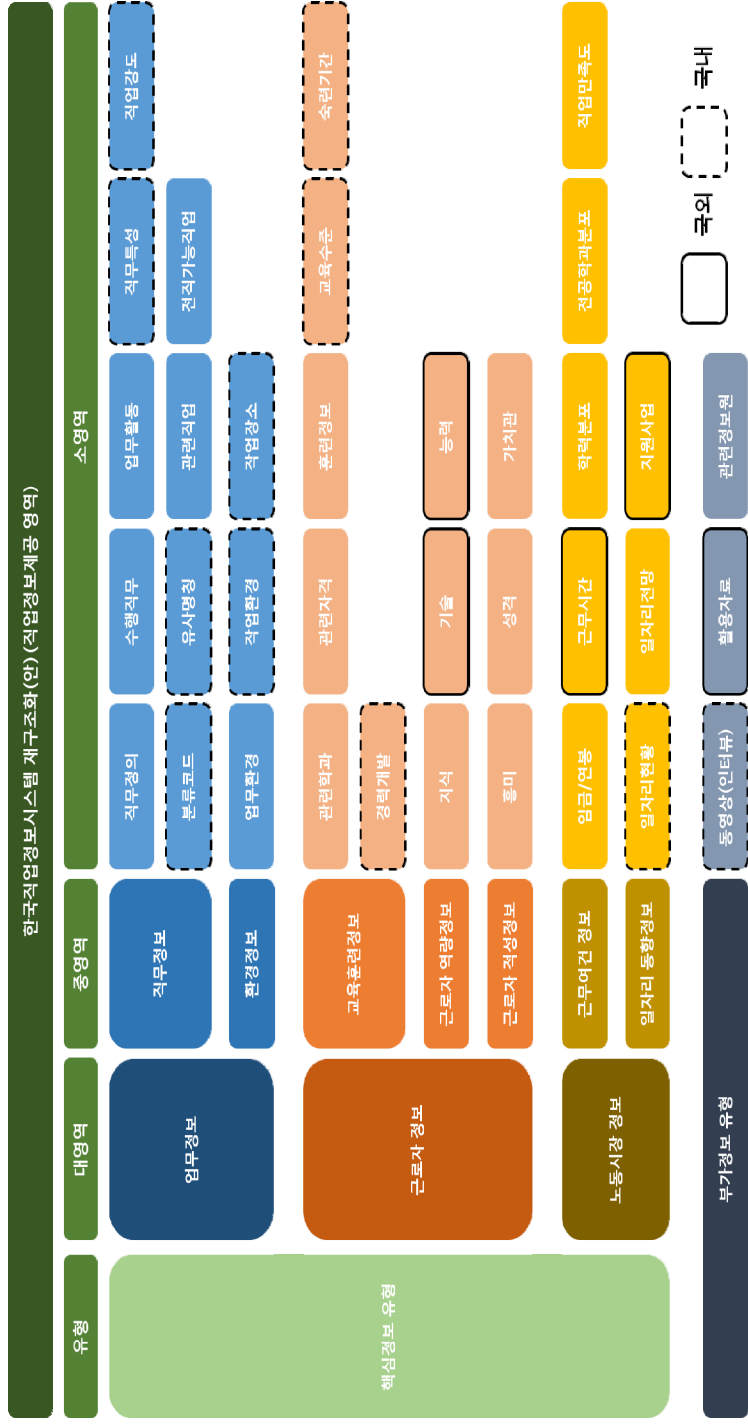 한국직업정보시스템 재구조화(안) (직업정보제공 영역)
유형
대영역
중영역
소영역
핵심정보 유형
업무정보
직무정보
직무정의
수행직무
업무활동
직무특성
직업강도
분류코드
유사명칭
관련직업
전직가능직업
환경정보
업무환경
작업환경
작업장소
근로자 정보
교육훈련정보
관련학과
관련자격
훈련정보
교육수준
숙련기간
경력개발
근로자 역량정보
지식
기술
능력
근로자 적성정보
흥미
성격
가치관
노동시장 정보
근무여건 정보
임금/연봉
근무시간
학력분포
전공학과분포
직업만족도
일자리 동향정보
일자리현황
일자리전망
지원사업
부가정보 유형
동영상(인터뷰)
활용자료
관련정보원
국외
국내